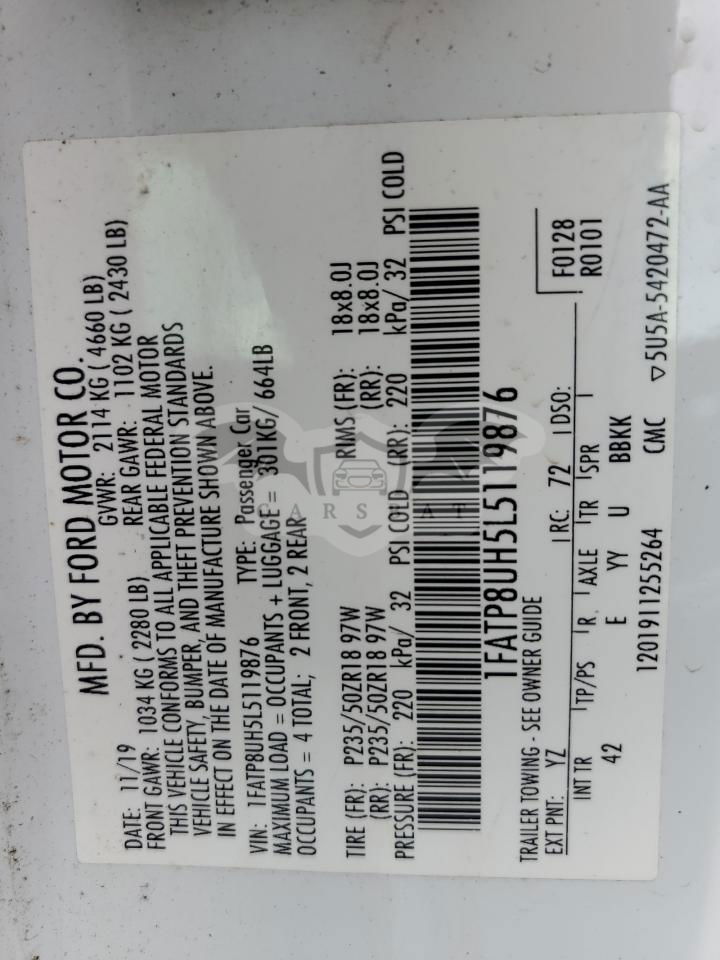 MFD. BY FORD MOTOR CO.
DATE: 11/19 GVWR: 2114 KG ( 4660 LB)
FRONT GAWR: 1034 KG ( 2280 LB) REAR GAWR: 1102 KG ( 2430 LB)
THIS VEHICLE CONFORMS TO ALL APPLICABLE FEDERAL MOTOR
VEHICLE SAFETY, BUMPER, AND THEFT PREVENTION STANDARDS
IN EFFECT ON THE DATE OF MANUFACTURE SHOWN ABOVE.
VIN: 1FATP8UH5L5119876 TYPE: Passenger Car
MAXIMUM LOAD = OCCUPANTS + LUGGAGE = 301KG/ 664LB
OCCUPANTS = 4 TOTAL; 2 FRONT, 2 REAR
TIRE (FR): P235/50ZR18 97W RIMS (FR): 18x8.0J
(RR): P235/50ZR18 97W (RR): 18x8.0J
PRESSURE (FR): 220 kPa/ 32 PSI COLD (RR): 220 kPa/ 32 PSI COLD
1FATP8UH5L5119876
TRAILER TOWING - SEE OWNER GUIDE
EXT PNT: YZ RC: 72 DSO: F0128
R0101
INT TR TP/PS R. AXLE TR SPR
42 E YY U BBKK
1201911255264 CMC ▽5U5A-5420472-AA
CARSTAT